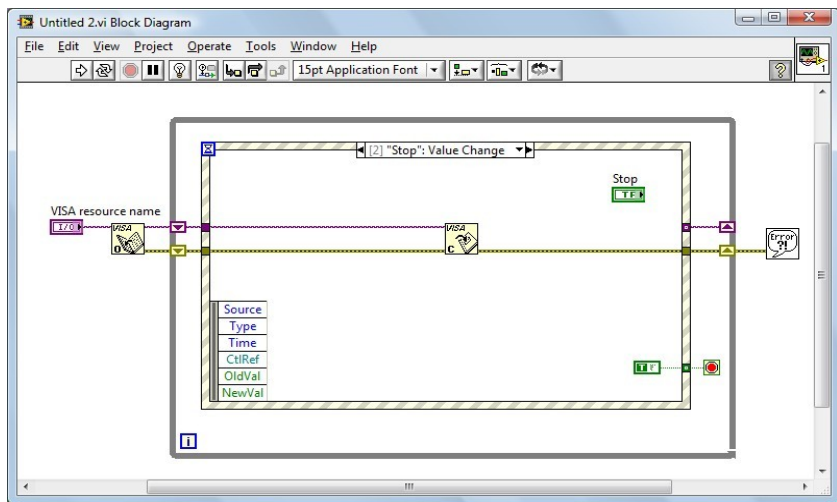 Untitled 2.vi Block Diagram
File Edit View Project Operate Tools Window Help
15pt Application Font
1
[2] "Stop": Value Change
Stop
TF
VISA resource name
I/O
VISA
O
VISA
C
Error
?!
Source
Type
Time
CtlRef
OldVal
NewVal
T F
i